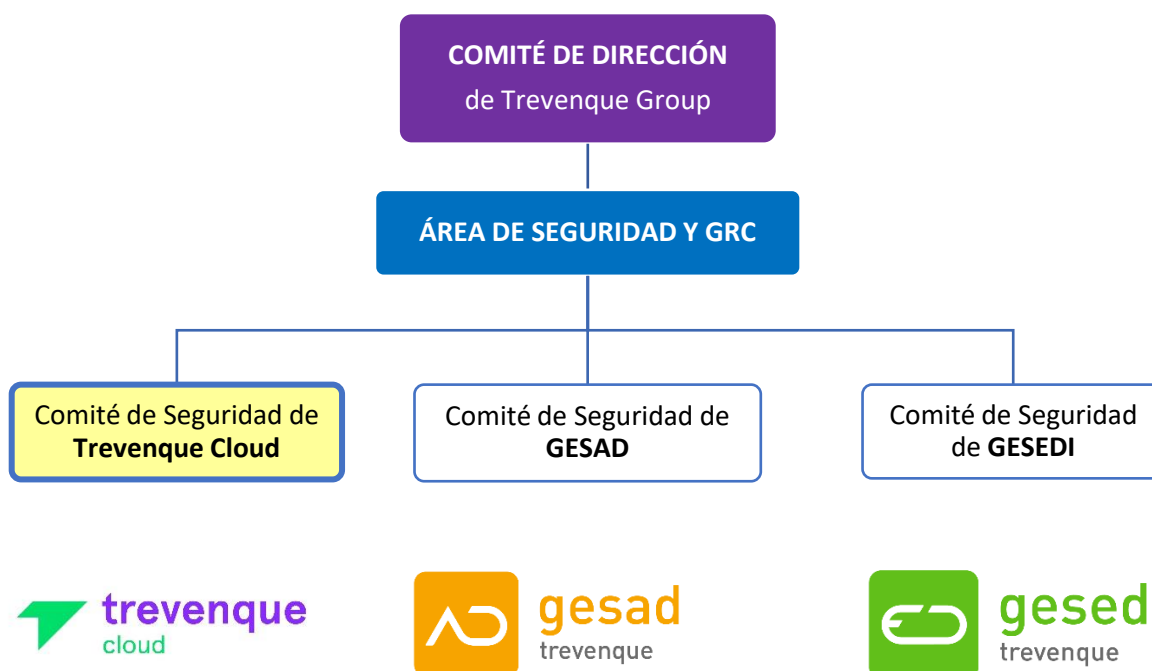 COMITÉ DE DIRECCIÓN
de Trevenque Group
ÁREA DE SEGURIDAD Y GRC
Comité de Seguridad de
Trevenque Cloud
Comité de Seguridad de
GESAD
Comité de Seguridad
de GESEDI
trevenque
cloud
gesad
trevenque
gesed
trevenque